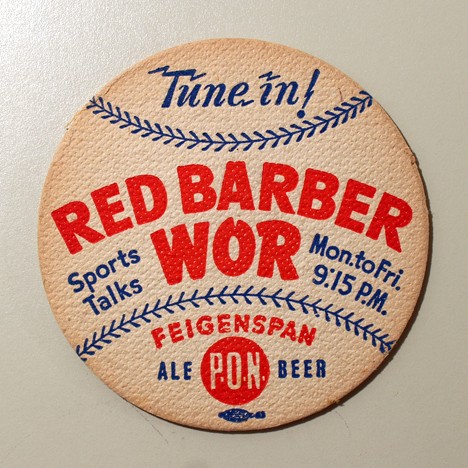 Tune in!
RED BARBER
Sports Talks
WOR
Mon. to Fri.
9:15 P.M.
FEIGENSPAN
ALE P.O.N. BEER